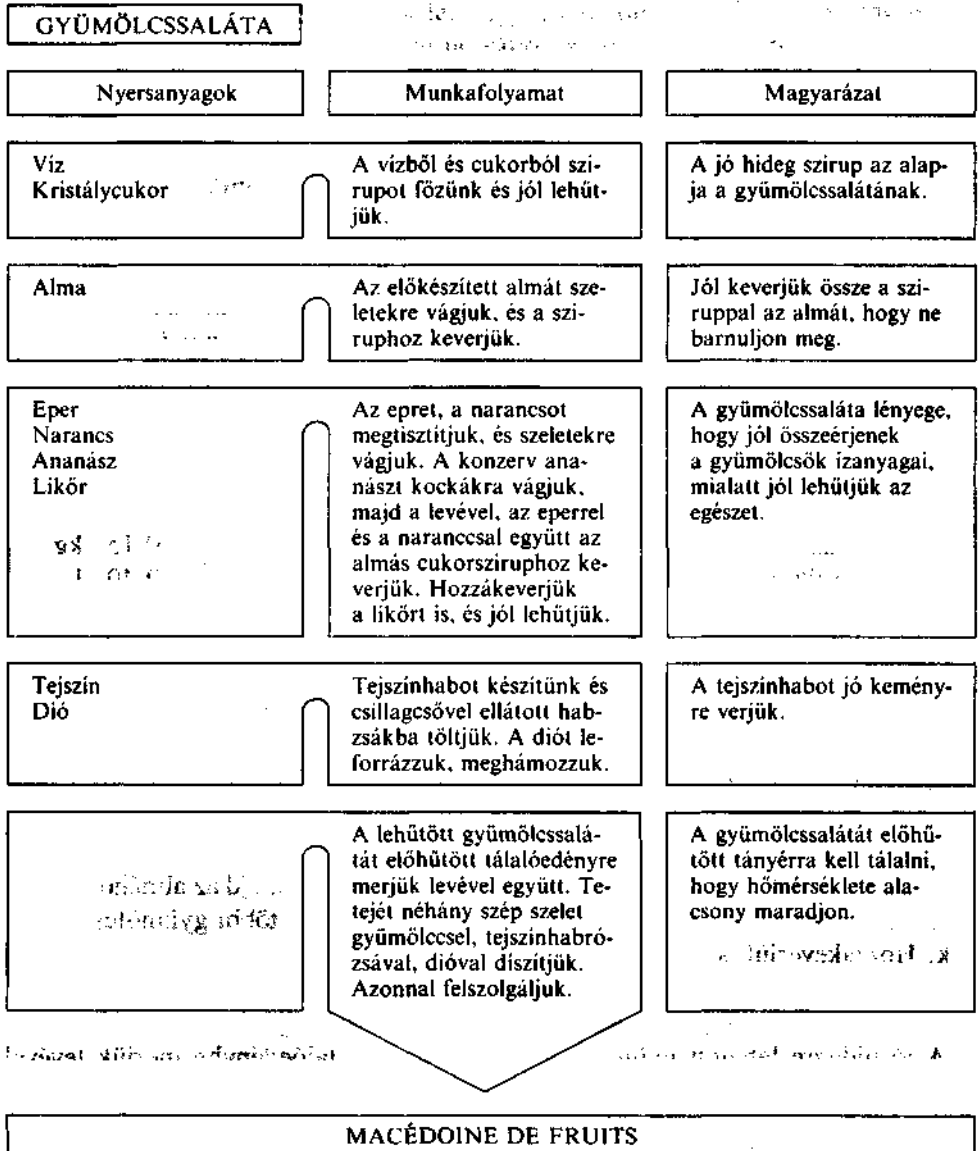 GYÜMÖLCSSALÁTA
Nyersanyagok
Munkafolyamat
Magyarázat
Víz
Kristálycukor
A vízből és cukorból szi-
rupot főzünk és jól lehűt-
jük.
A jó hideg szirup az alap-
ja a gyümölcssalátának.
Alma
Az előkészített almát sze-
letekre vágjuk, és a szi-
ruphoz keverjük.
Jól keverjük össze a szi-
ruppal az almát, hogy ne
barnuljon meg.
Eper
Narancs
Ananász
Likőr
Az epret, a narancsot
megtisztítjuk, és szeletekre
vágjuk. A konzerv ana-
nászt kockákra vágjuk,
majd a levével, az eperrel
és a naranccsal együtt az
almás cukorsziruphoz ke-
verjük. Hozzákeverjük
a likőrt is, és jól lehűtjük.
A gyümölcssaláta lényege,
hogy jól összeérjenek
a gyümölcsök ízanyagai,
mialatt jól lehűtjük az
egészet.
Tejszín
Dió
Tejszínhabot készítünk és
csillagcsővel ellátott hab-
zsákba töltjük. A diót le-
forrázzuk, meghámozzuk.
A tejszínhabot jó kemény-
re verjük.
A lehűtött gyümölcssalá-
tát előhűtött tálalóedényre
merjük levével együtt. Te-
tejét néhány szép szelet
gyümölccsel, tejszínhabró-
zsával, dióval díszítjük.
Azonnal felszolgáljuk.
A gyümölcssalátát előhű-
tött tányérra kell tálalni,
hogy hőmérséklete ala-
csony maradjon.
MACÉDOINE DE FRUITS